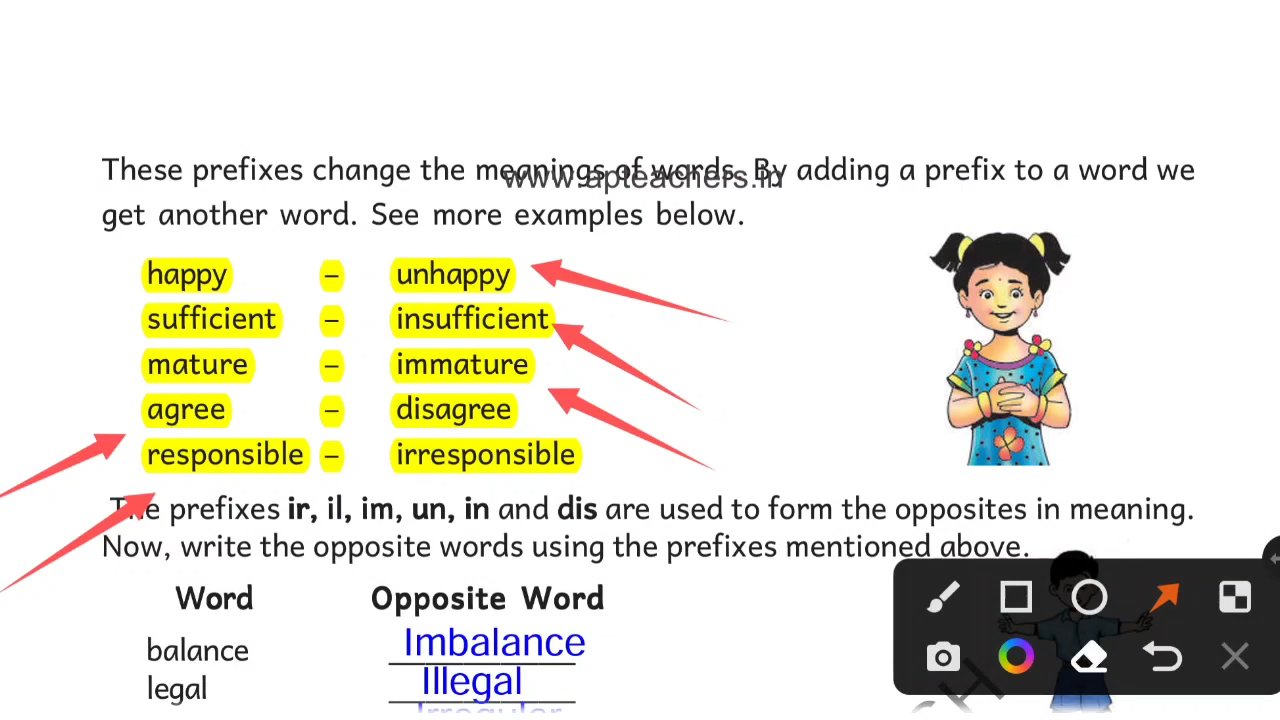 These prefixes change the meanings of words. By adding a prefix to a word we
www.apteachers.in
get another word. See more examples below.
happy – unhappy
sufficient – insufficient
mature – immature
agree – disagree
responsible – irresponsible
The prefixes ir, il, im, un, in and dis are used to form the opposites in meaning.
Now, write the opposite words using the prefixes mentioned above.
Word Opposite Word
balance Imbalance
legal Illegal